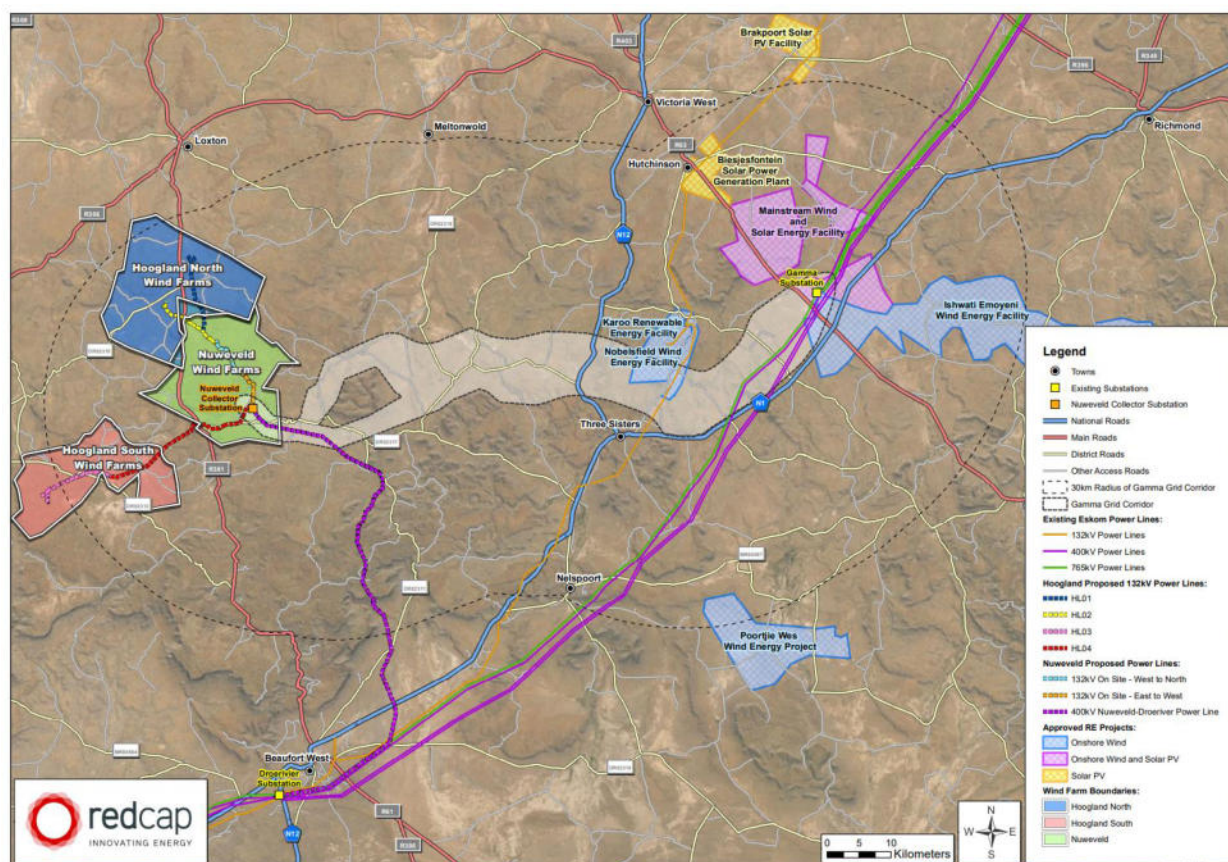 R403
R398
R348
Brakpoort Solar
PV Facility
Victoria West
Meltonwold
Loxton
Richmond
R63
Hutchinson
Biesjesfontein
Solar Power
Generation Plant
Mainstream Wind
and
Solar Energy Facility
N12
Hoogland North
Wind Farms
Gamma
Substation
Ishwati Emoyeni
Wind Energy Facility
Karoo Renewable
Energy Facility
Nobelsfield Wind
Energy Facility
Nuweveld
Wind Farms
Nuweveld
Collector
Substation
N1
Three Sisters
Hoogland South
Wind Farms
R381
Nelspoort
Poortjie Wes
Wind Energy Project
Beaufort West
Droerivier
Substation
R61
N12
Legend
Towns
Existing Substations
Nuweveld Collector Substation
National Roads
Main Roads
District Roads
Other Access Roads
30km Radius of Gamma Grid Corridor
Gamma Grid Corridor
Existing Eskom Power Lines:
132kV Power Lines
400kV Power Lines
765kV Power Lines
Hoogland Proposed 132kV Power Lines:
HL01
HL02
HL03
HL04
Nuweveld Proposed Power Lines:
132kV On Site - West to North
132kV On Site - East to West
400kV Nuweveld-Droeriver Power Line
Approved RE Projects:
Onshore Wind
Onshore Wind and Solar PV
Solar PV
Wind Farm Boundaries:
Hoogland North
Hoogland South
Nuweveld
redcap
INNOVATING ENERGY
0 5 10
Kilometers
N
W E
S